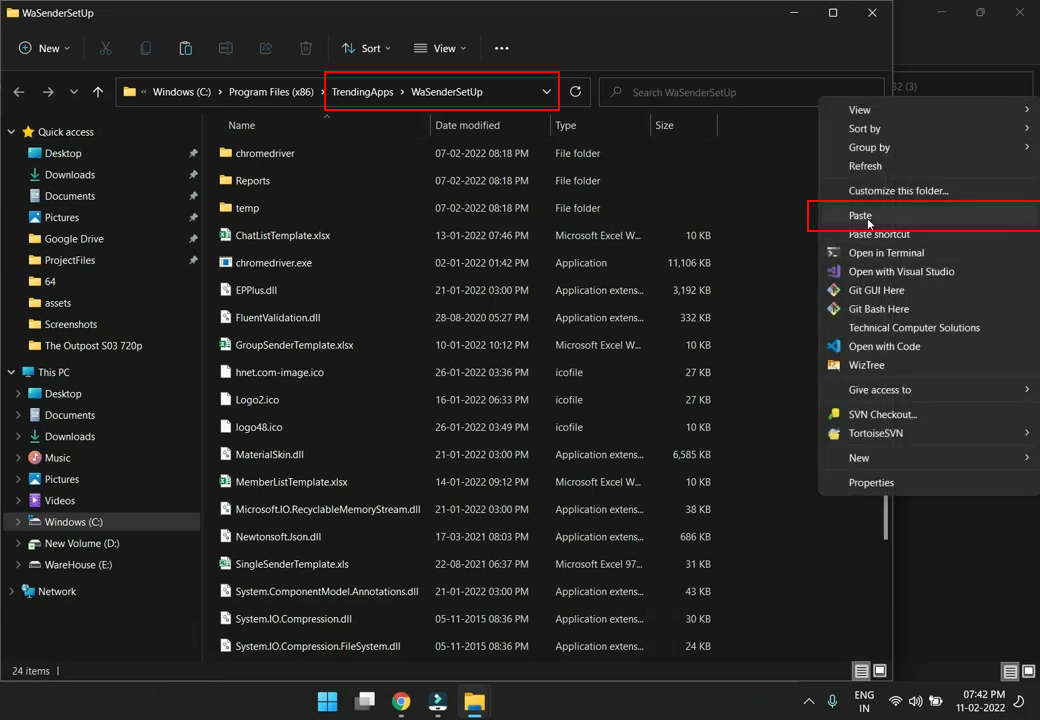 WaSenderSetUp
New
Sort
View
« Windows (C:) › Program Files (x86) › TrendingApps › WaSenderSetUp
Search WaSenderSetUp
32 (3)
Name Date modified Type Size
Quick access
Desktop
Downloads
Documents
Pictures
Google Drive
ProjectFiles
64
assets
Screenshots
The Outpost S03 720p
This PC
Desktop
Documents
Downloads
Music
Pictures
Videos
Windows (C:)
New Volume (D:)
WareHouse (E:)
Network
chromedriver 07-02-2022 08:18 PM File folder
Reports 07-02-2022 08:18 PM File folder
temp 07-02-2022 08:18 PM File folder
ChatListTemplate.xlsx 13-01-2022 07:46 PM Microsoft Excel W... 10 KB
chromedriver.exe 02-01-2022 01:42 PM Application 11,106 KB
EPPlus.dll 21-01-2022 03:00 PM Application extens... 3,192 KB
FluentValidation.dll 28-08-2020 05:27 PM Application extens... 332 KB
GroupSenderTemplate.xlsx 10-01-2022 10:12 PM Microsoft Excel W... 10 KB
hnet.com-image.ico 26-01-2022 03:36 PM icofile 27 KB
Logo2.ico 16-01-2022 06:33 PM icofile 27 KB
logo48.ico 26-01-2022 03:49 PM icofile 10 KB
MaterialSkin.dll 21-01-2022 03:00 PM Application extens... 6,585 KB
MemberListTemplate.xlsx 14-01-2022 09:12 PM Microsoft Excel W... 10 KB
Microsoft.IO.RecyclableMemoryStream.dll 21-01-2022 03:00 PM Application extens... 38 KB
Newtonsoft.Json.dll 17-03-2021 08:03 PM Application extens... 686 KB
SingleSenderTemplate.xls 22-08-2021 06:37 PM Microsoft Excel 97... 31 KB
System.ComponentModel.Annotations.dll 21-01-2022 03:00 PM Application extens... 43 KB
System.IO.Compression.dll 05-11-2015 08:36 PM Application extens... 30 KB
System.IO.Compression.FileSystem.dll 05-11-2015 08:36 PM Application extens... 24 KB
View
Sort by
Group by
Refresh
Customize this folder...
Paste
Paste shortcut
Open in Terminal
Open with Visual Studio
Git GUI Here
Git Bash Here
Technical Computer Solutions
Open with Code
WizTree
Give access to
SVN Checkout...
TortoiseSVN
New
Properties
24 items
ENG
IN
07:42 PM
11-02-2022